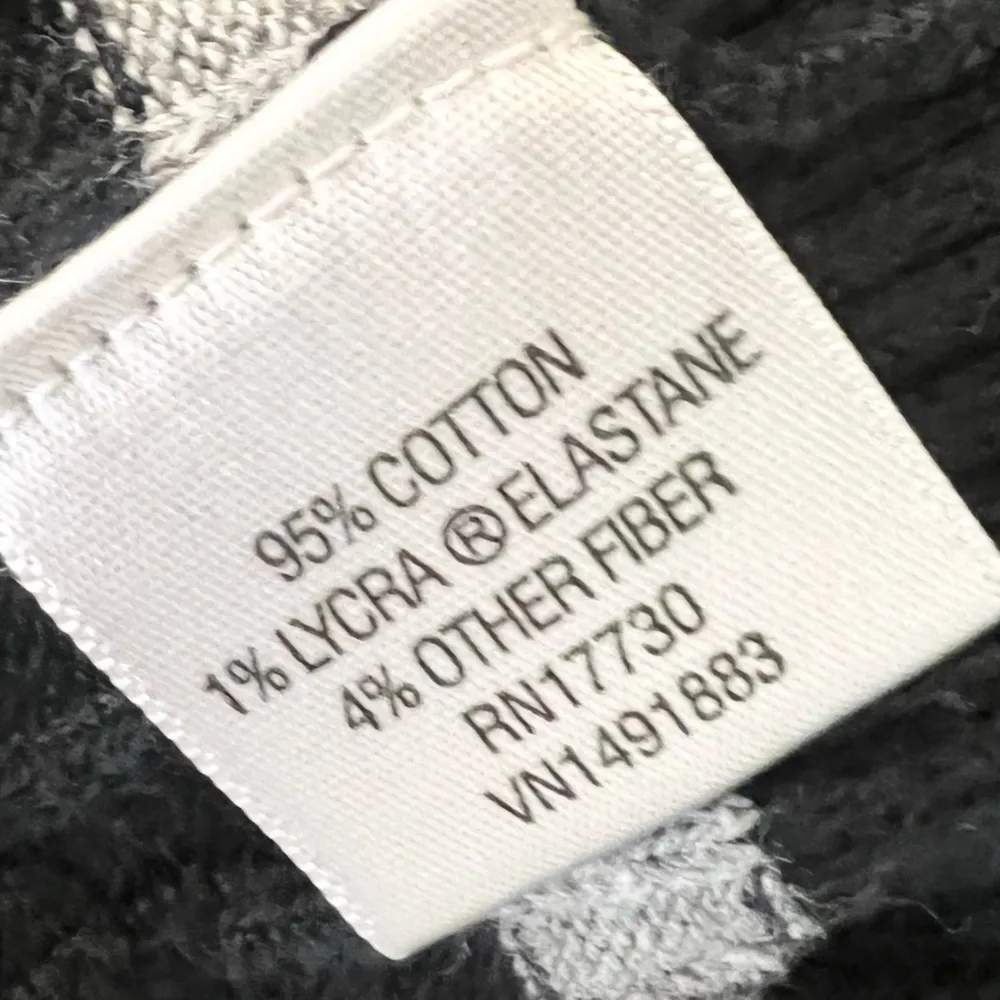 95% COTTON
1% LYCRA ® ELASTANE
4% OTHER FIBER
RN17730
VN1491883